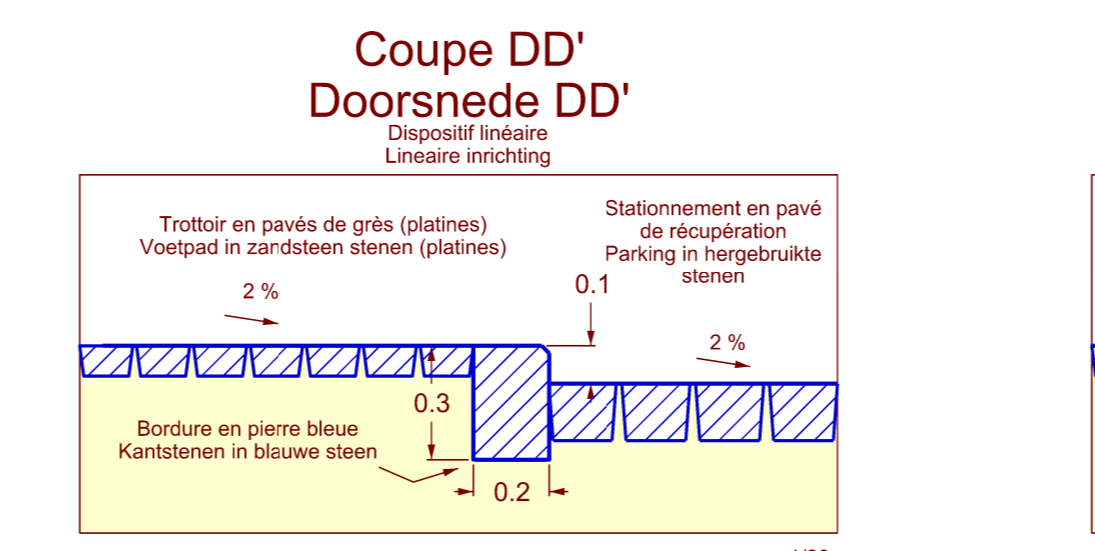 Coupe DD'
Doorsnede DD'
Dispositif linéaire
Lineaire inrichting
Trottoir en pavés de grès (platines)
Voetpad in zandsteen stenen (platines)
2 %
Stationnement en pavé
de récupération
Parking in hergebruikte
stenen
0.1
2 %
0.3
Bordure en pierre bleue
Kantstenen in blauwe steen
0.2